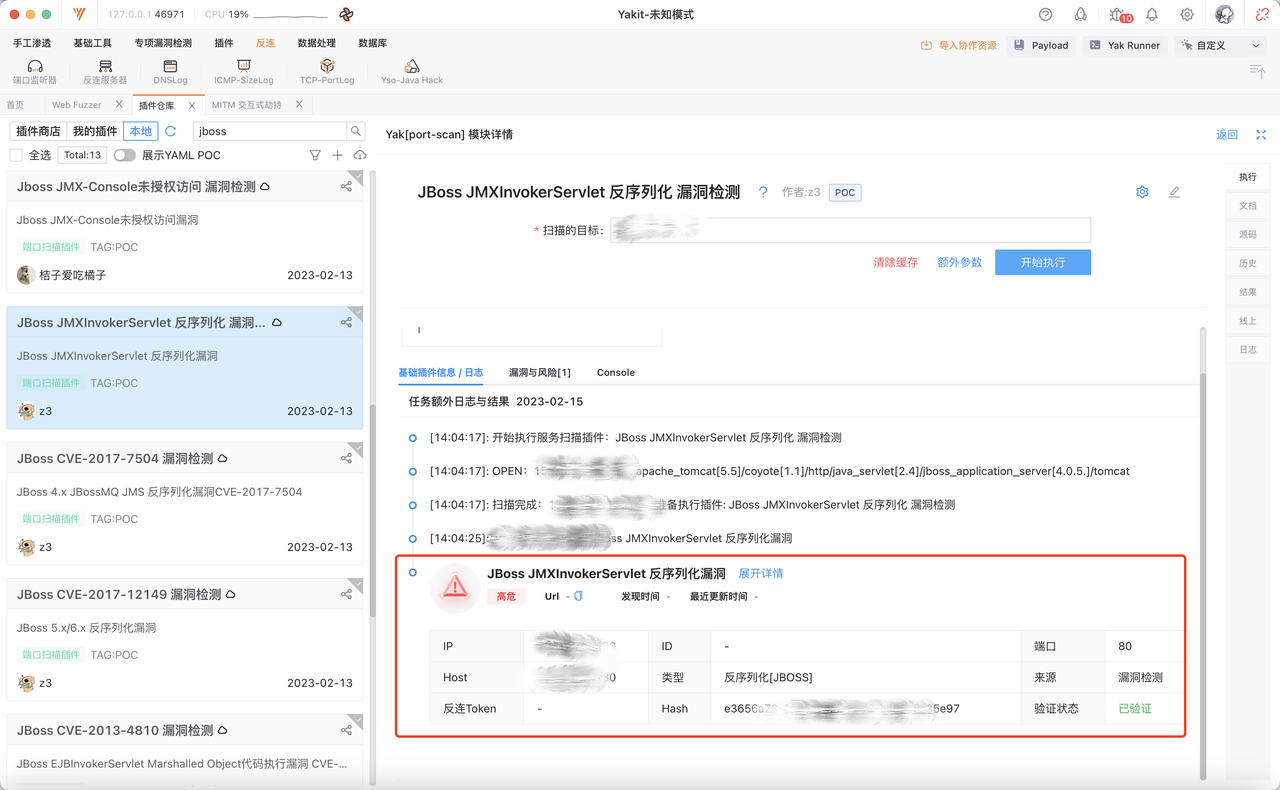 127.0.0.1 46971 CPU 19% Yakit-未知模式 10
手工渗透 基础工具 专项漏洞检测 插件 反连 数据处理 数据库 导入协作资源 Payload Yak Runner 自定义
端口监听器 反连服务器 DNSLog ICMP-SizeLog TCP-PortLog Yso-Java Hack
首页 Web Fuzzer 插件仓库 MITM 交互式劫持
插件商店 我的插件 本地 jboss
全选 Total:13 展示YAML POC
Jboss JMX-Console未授权访问 漏洞检测
Jboss JMX-Console未授权访问漏洞
端口扫描插件 TAG:POC
桔子爱吃橘子 2023-02-13
JBoss JMXInvokerServlet 反序列化 漏洞...
JBoss JMXInvokerServlet 反序列化漏洞
端口扫描插件 TAG:POC
z3 2023-02-13
JBoss CVE-2017-7504 漏洞检测
JBoss 4.x JBossMQ JMS 反序列化漏洞CVE-2017-7504
端口扫描插件 TAG:POC
z3 2023-02-13
JBoss CVE-2017-12149 漏洞检测
JBoss 5.x/6.x 反序列化漏洞
端口扫描插件 TAG:POC
z3 2023-02-13
JBoss CVE-2013-4810 漏洞检测
JBoss EJBInvokerServlet Marshalled Object代码执行漏洞 CVE-...
Yak[port-scan] 模块详情 返回
JBoss JMXInvokerServlet 反序列化 漏洞检测 ? 作者:z3 POC
* 扫描的目标:
清除缓存 额外参数 开始执行
基础插件信息 / 日志 漏洞与风险[1] Console
任务额外日志与结果 2023-02-15
[14:04:17]: 开始执行服务扫描插件：JBoss JMXInvokerServlet 反序列化 漏洞检测
[14:04:17]: OPEN: apache_tomcat[5.5]/coyote[1.1]/http/java_servlet[2.4]/jboss_application_server[4.0.5.]/tomcat
[14:04:17]: 扫描完成: 备执行插件: JBoss JMXInvokerServlet 反序列化 漏洞检测
[14:04:25] JMXInvokerServlet 反序列化漏洞
JBoss JMXInvokerServlet 反序列化漏洞 展开详情
高危 Url - 发现时间 - 最近更新时间 -
IP ID - 端口 80
Host 类型 反序列化[JBOSS] 来源 漏洞检测
反连Token - Hash e3656a 5e97 验证状态 已验证
执行
文档
源码
历史
结果
线上
日志